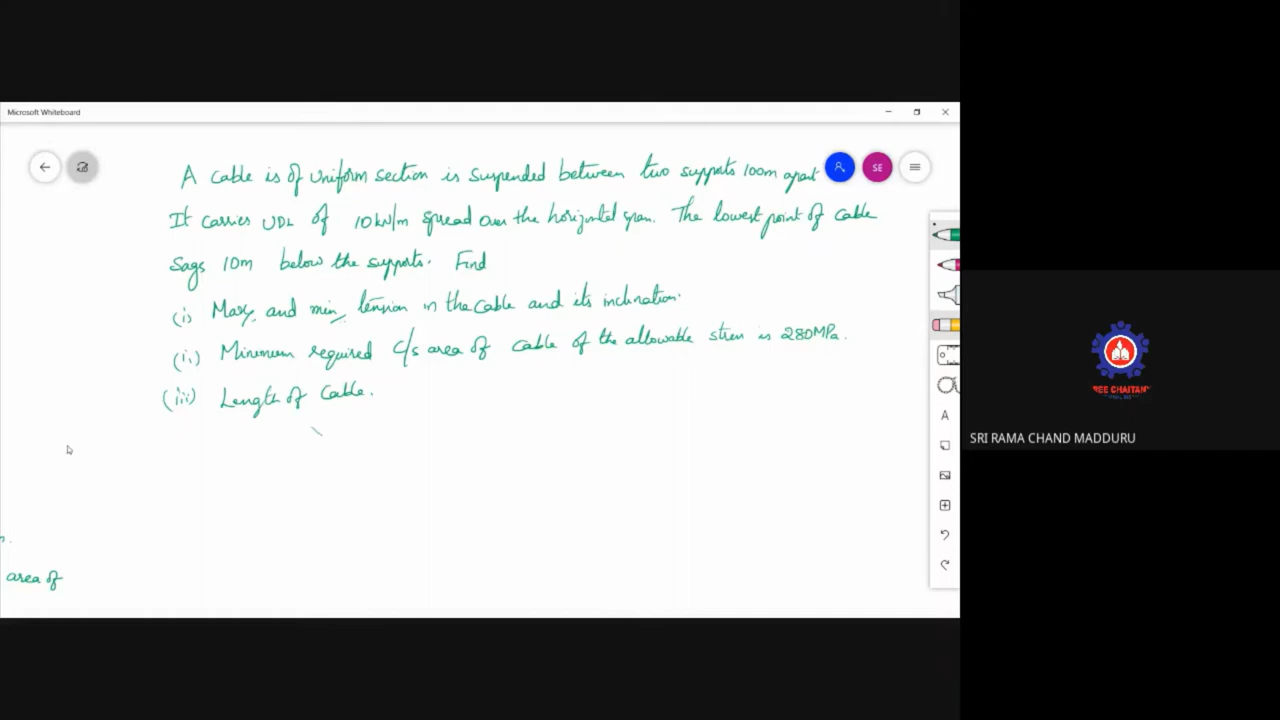 Microsoft Whiteboard
A cable is of uniform section is suspended between two supports 100m apart
It carries UDL of 10kN/m spread over the horizontal span. The lowest point of cable
Sags 10m below the supports. Find
(i) Max, and min, tension in the cable and its inclination.
(ii) Minimum required c/s area of cable of the allowable stress is 280MPa.
(iii) Length of Cable.
area of
SE
A
SRI RAMA CHAND MADDURU